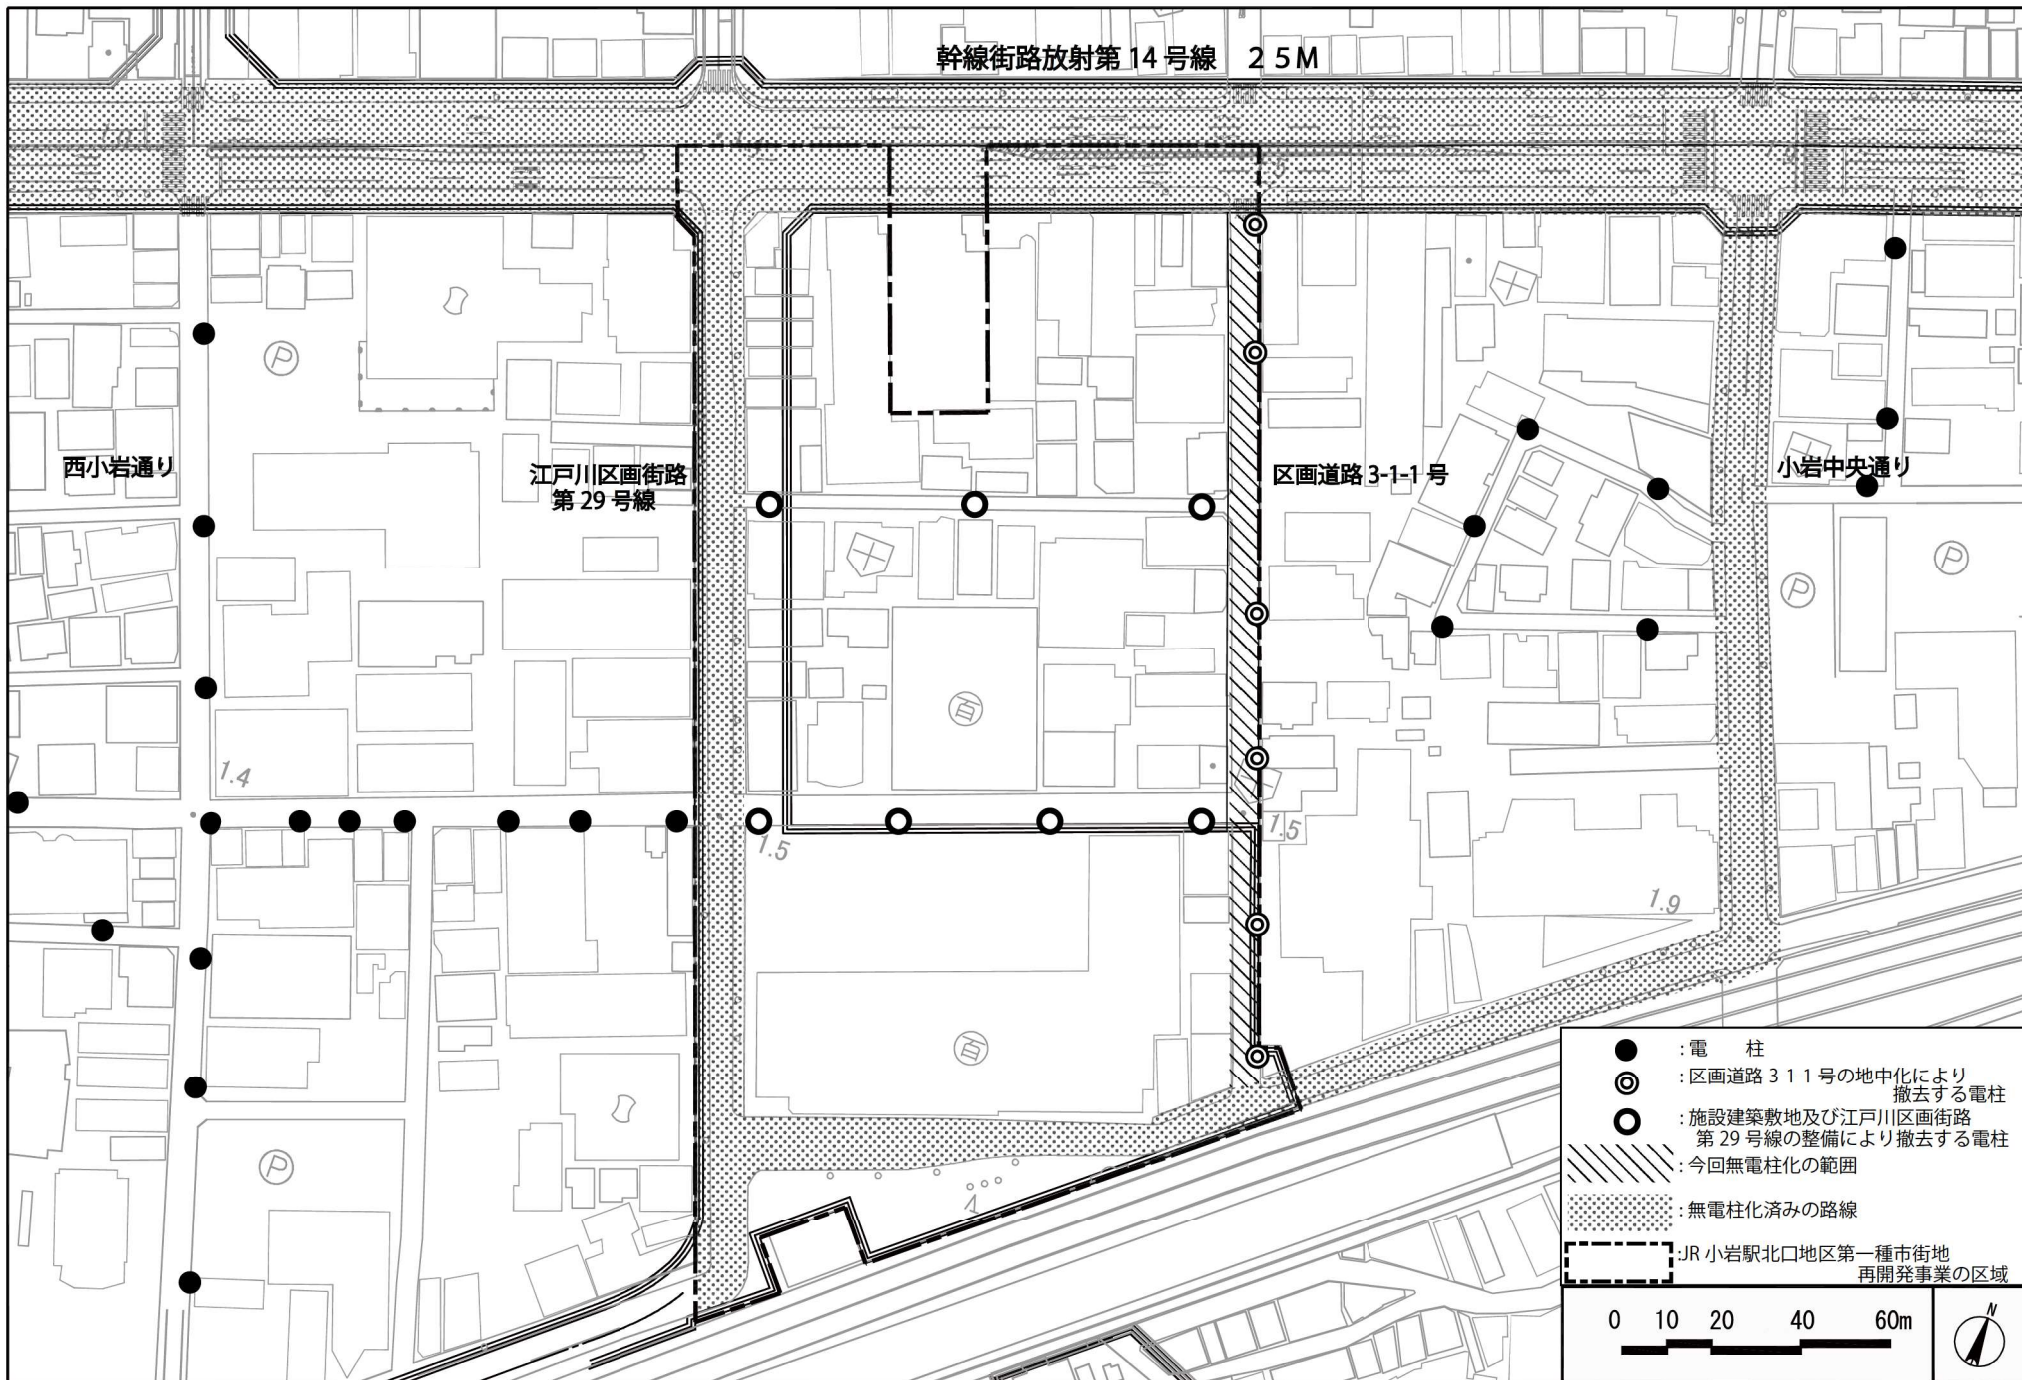 幹線街路放射第 14 号線　２５M
西小岩通り
江戸川区画街路
第 29 号線
区画道路 3-1-1 号
小岩中央通り
Ⓟ
Ⓟ
Ⓟ
百
1.4
1.5
1.5
1.9
百
Ⓟ
：電　　柱
：区画道路３１１号の地中化により
撤去する電柱
：施設建築敷地及び江戸川区画街路
第 29 号線の整備により撤去する電柱
：今回無電柱化の範囲
：無電柱化済みの路線
：JR 小岩駅北口地区第一種市街地
再開発事業の区域
0　10　20　40　60m
N